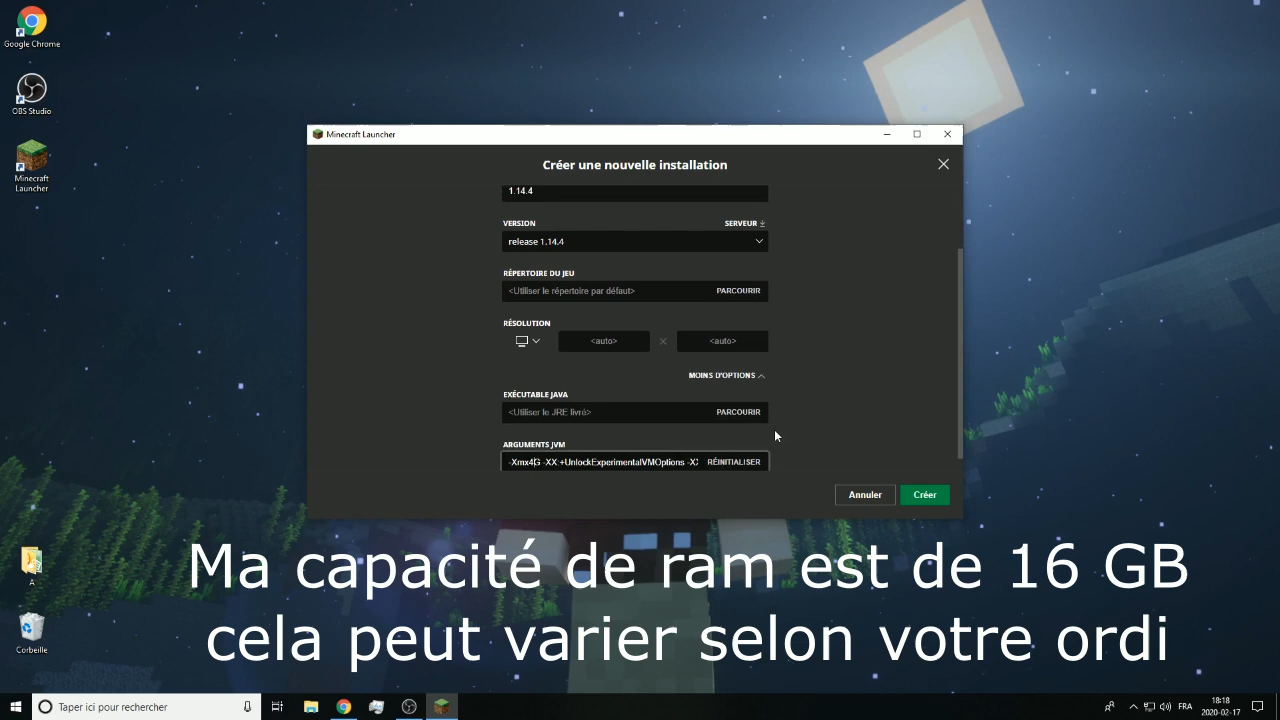 Google Chrome
OBS Studio
Minecraft
Launcher
Minecraft Launcher
Créer une nouvelle installation
1.14.4
VERSION
SERVEUR
release 1.14.4
RÉPERTOIRE DU JEU
<Utiliser le répertoire par défaut>
PARCOURIR
RÉSOLUTION
<auto>
<auto>
MOINS D'OPTIONS
EXÉCUTABLE JAVA
<Utiliser le JRE livré>
PARCOURIR
ARGUMENTS JVM
-Xmx4G -XX:+UnlockExperimentalVMOptions -X
RÉINITIALISER
Annuler
Créer
A
Corbeille
Ma capacité de ram est de 16 GB
cela peut varier selon votre ordi
Taper ici pour rechercher
FRA
18:18
2020-02-17